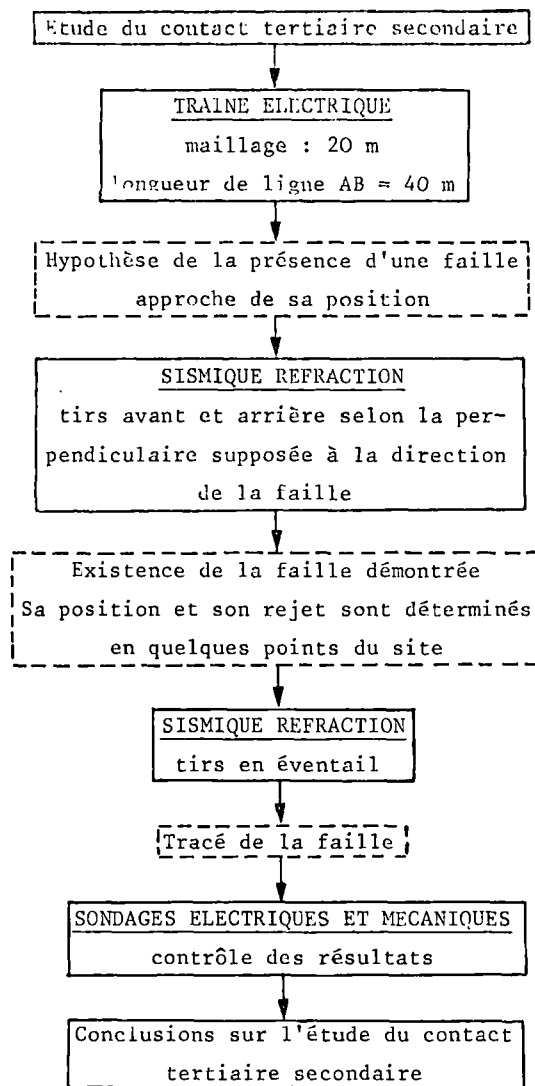 Etude du contact tertiaire secondaire
TRAINE ELECTRIQUE
maillage : 20 m
longueur de ligne AB = 40 m
Hypothèse de la présence d'une faille
approche de sa position
SISMIQUE REFRACTION
tirs avant et arrière selon la per-
pendiculaire supposée à la direction
de la faille
Existence de la faille démontrée
Sa position et son rejet sont déterminés
en quelques points du site
SISMIQUE REFRACTION
tirs en éventail
Tracé de la faille
SONDAGES ELECTRIQUES ET MECANIQUES
contrôle des résultats
Conclusions sur l'étude du contact
tertiaire secondaire